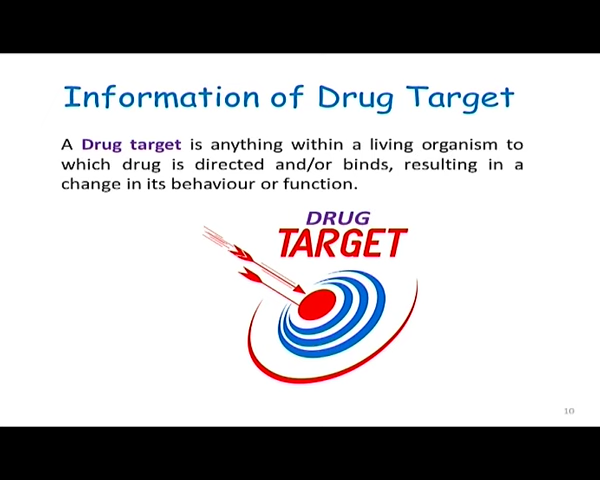 Information of Drug Target
A Drug target is anything within a living organism to
which drug is directed and/or binds, resulting in a
change in its behaviour or function.
DRUG
TARGET
10